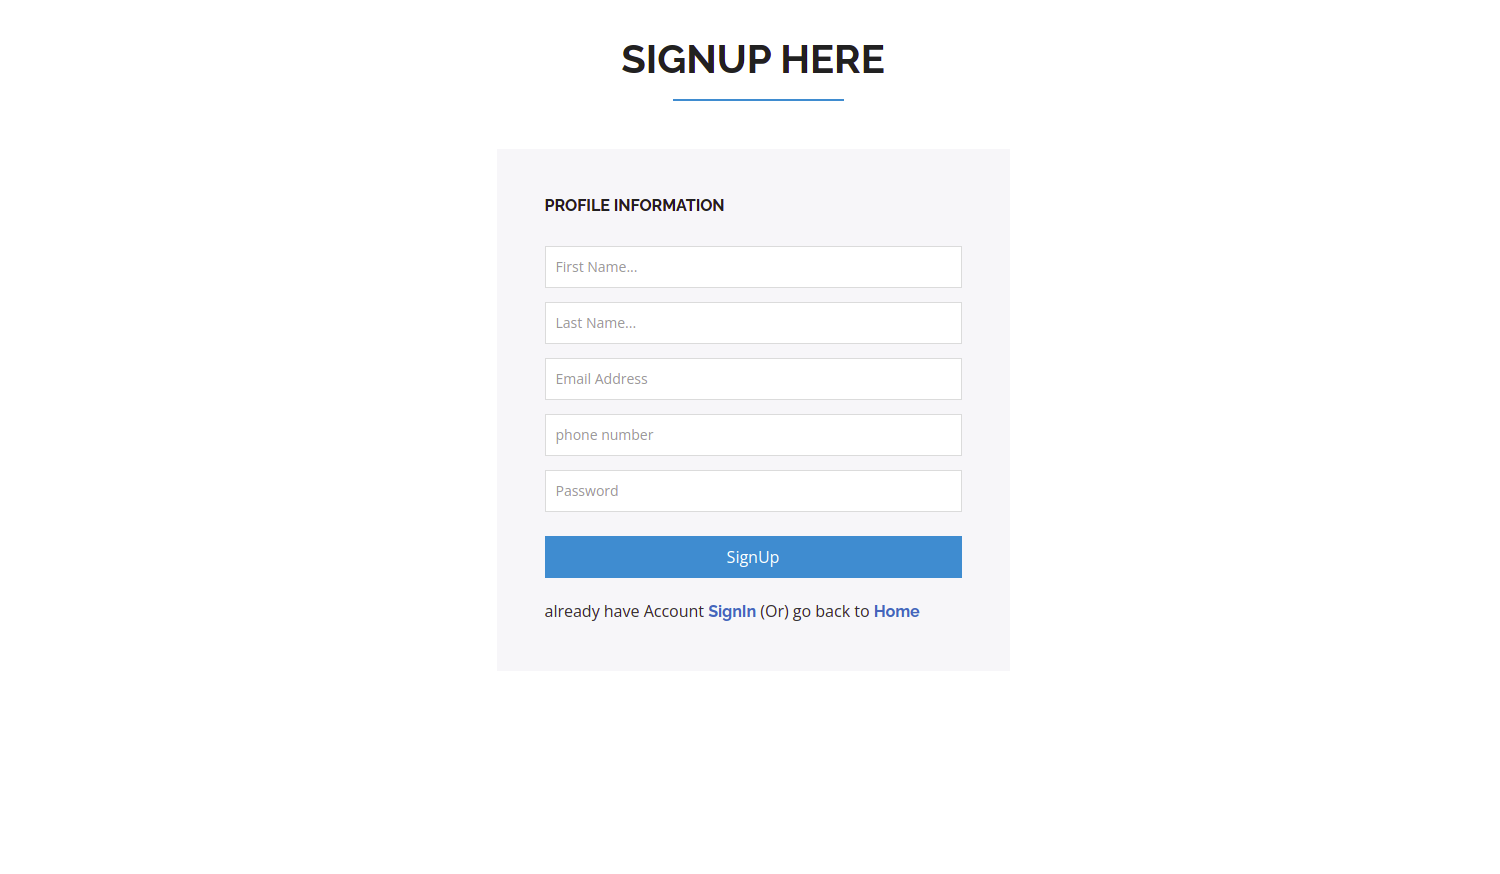 SIGNUP HERE
PROFILE INFORMATION
First Name...
Last Name...
Email Address
phone number
Password
SignUp
already have Account SignIn (Or) go back to Home